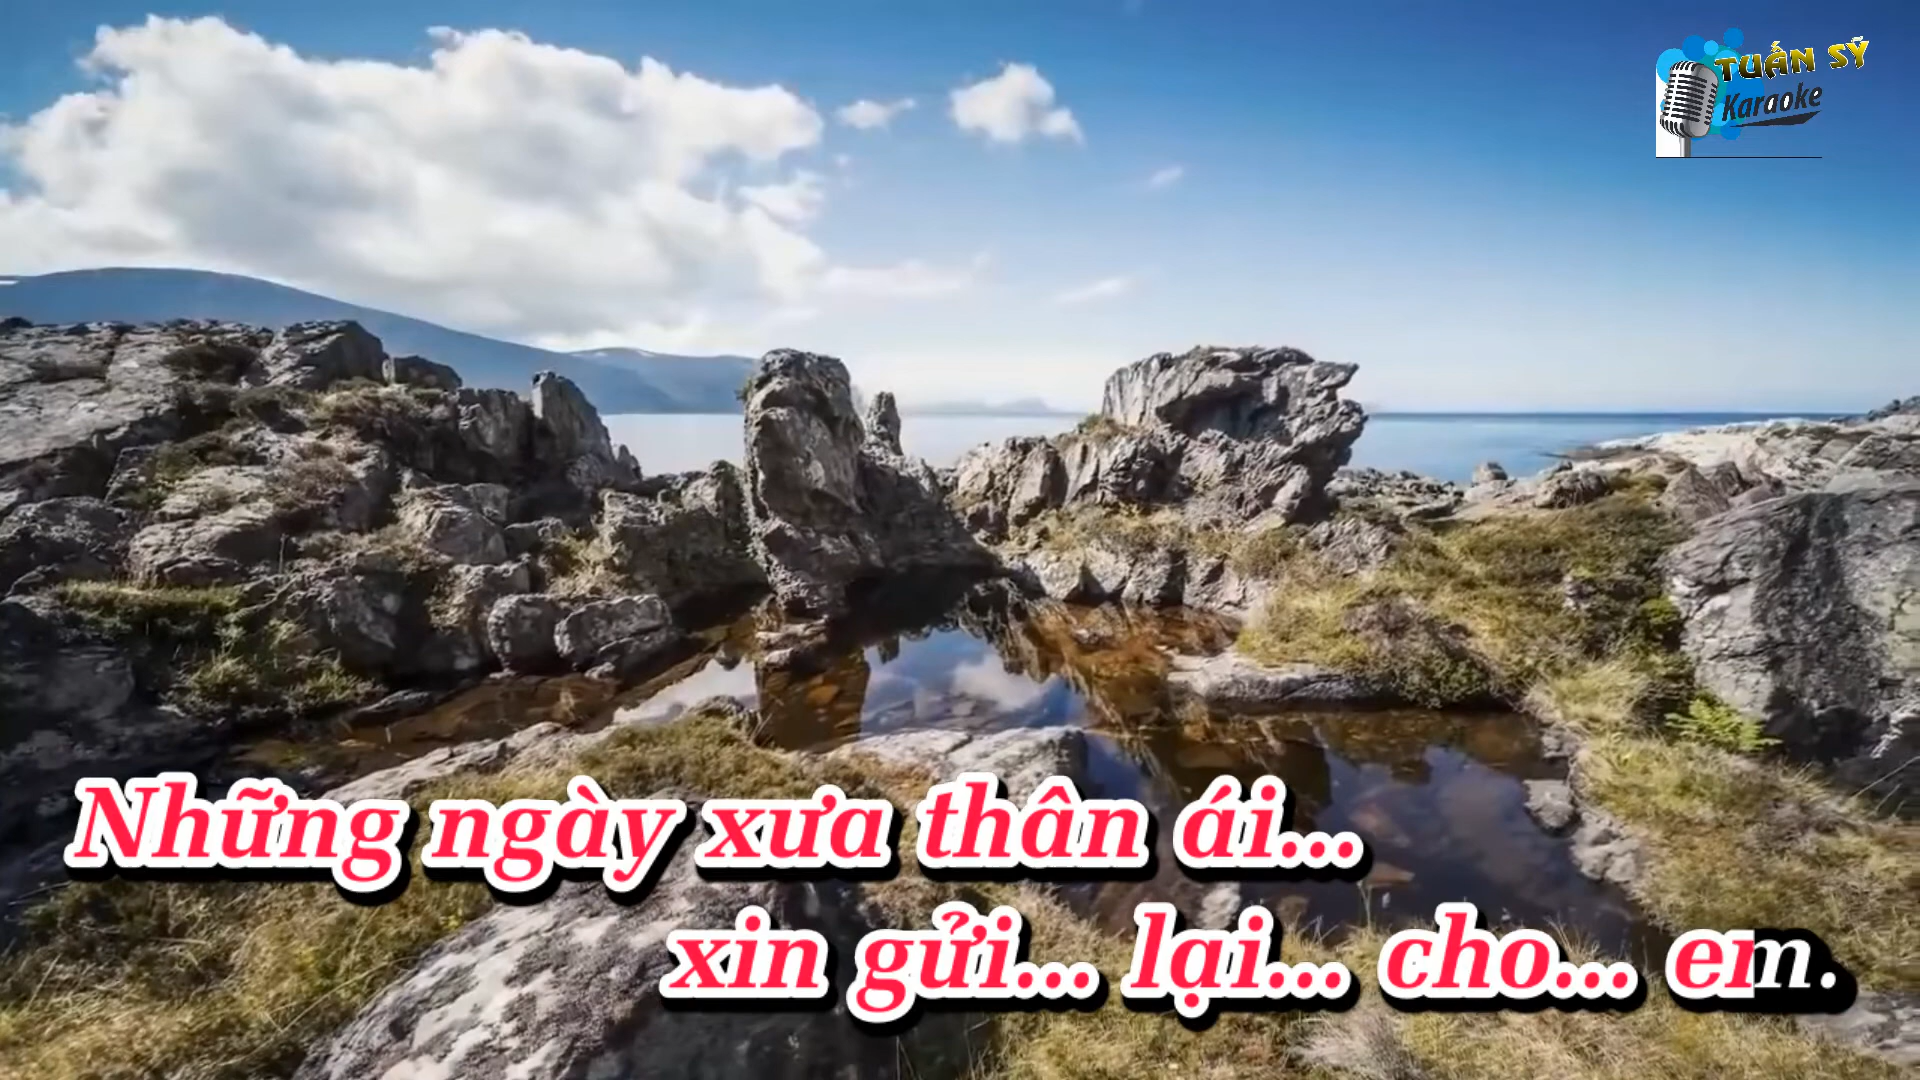 TUẤN SỸ
Karaoke
Những ngày xưa thân ái...
xin gửi... lại... cho... em.